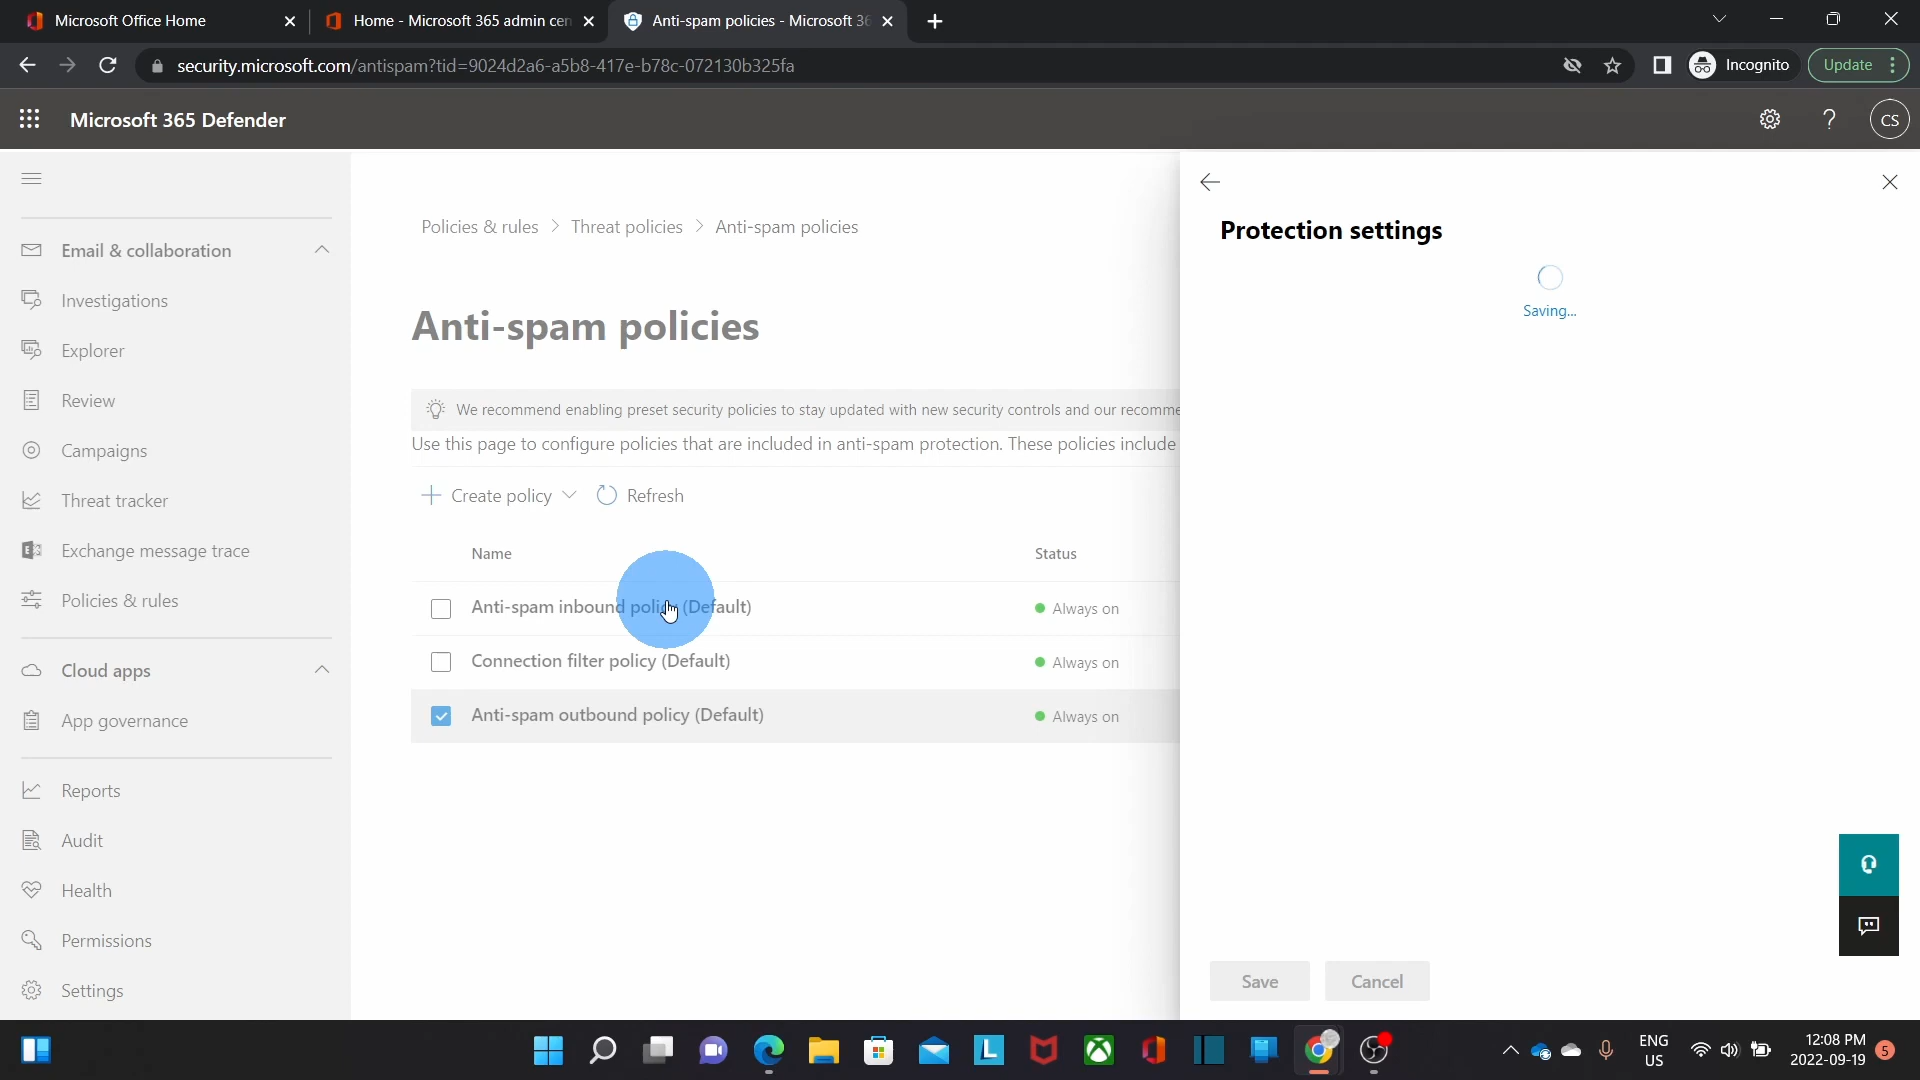 Microsoft Office Home
Home - Microsoft 365 admin cen
Anti-spam policies - Microsoft 36
security.microsoft.com/antispam?tid=9024d2a6-a5b8-417e-b78c-072130b325fa
Incognito
Update
Microsoft 365 Defender
CS
Email & collaboration
Investigations
Explorer
Review
Campaigns
Threat tracker
Exchange message trace
Policies & rules
Cloud apps
App governance
Reports
Audit
Health
Permissions
Settings
Policies & rules > Threat policies > Anti-spam policies
Anti-spam policies
We recommend enabling preset security policies to stay updated with new security controls and our recomme
Use this page to configure policies that are included in anti-spam protection. These policies include
Create policy
Refresh
Name
Status
Anti-spam inbound policy (Default)
Always on
Connection filter policy (Default)
Always on
Anti-spam outbound policy (Default)
Always on
Protection settings
Saving...
Save
Cancel
ENG
US
12:08 PM
2022-09-19
5